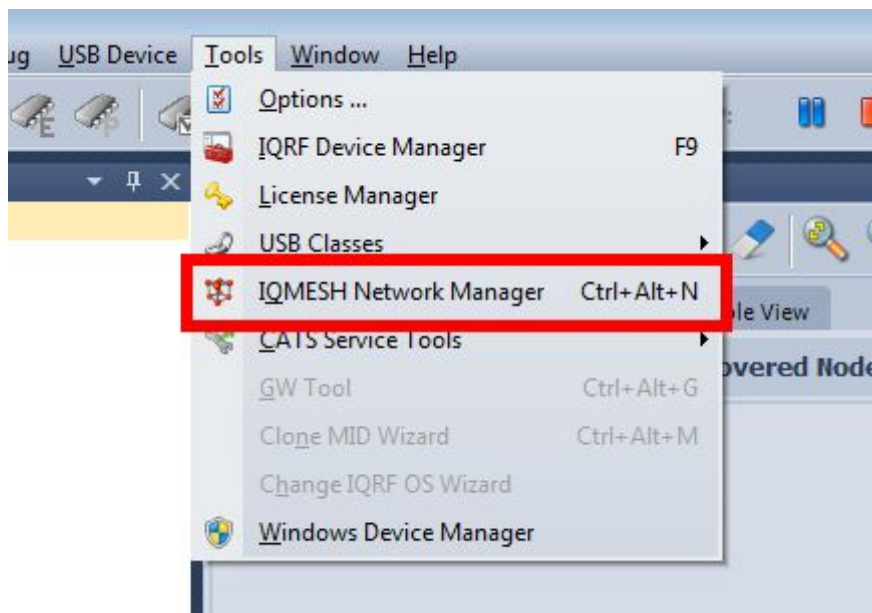 ug USB Device Tools Window Help
Options ...
IQRF Device Manager F9
License Manager
USB Classes
IQMESH Network Manager Ctrl+Alt+N
ble View
CATS Service Tools
overed Node
GW Tool Ctrl+Alt+G
Clone MID Wizard Ctrl+Alt+M
Change IQRF OS Wizard
Windows Device Manager